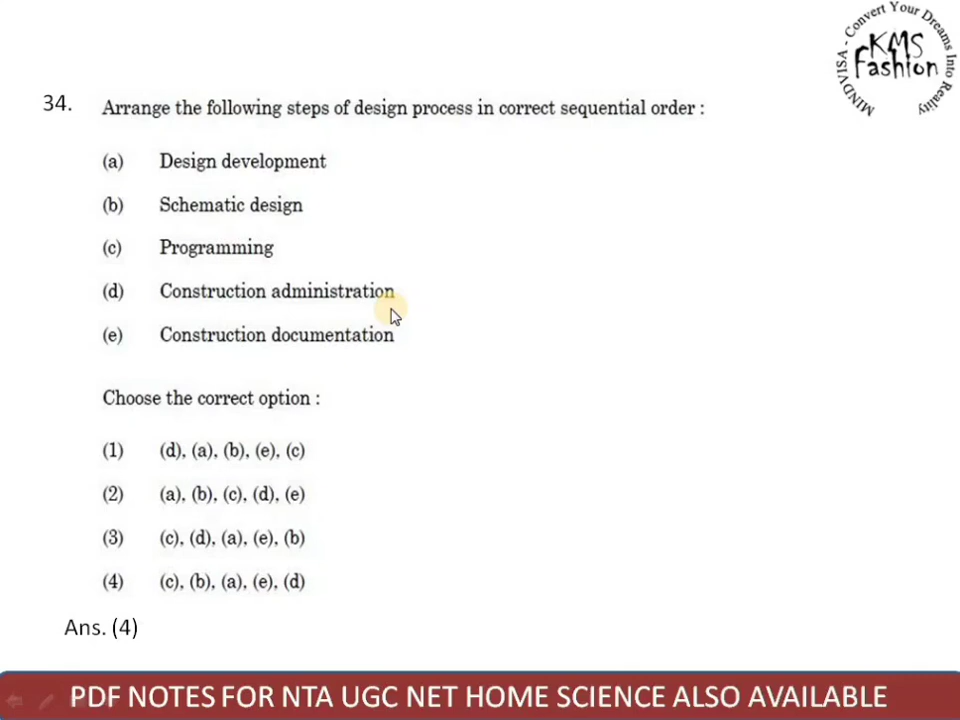 MINDVISA - Convert Your Dreams Into Reality
KMS
Fashion
34. Arrange the following steps of design process in correct sequential order :
(a) Design development
(b) Schematic design
(c) Programming
(d) Construction administration
(e) Construction documentation
Choose the correct option :
(1) (d), (a), (b), (e), (c)
(2) (a), (b), (c), (d), (e)
(3) (c), (d), (a), (e), (b)
(4) (c), (b), (a), (e), (d)
Ans. (4)
PDF NOTES FOR NTA UGC NET HOME SCIENCE ALSO AVAILABLE